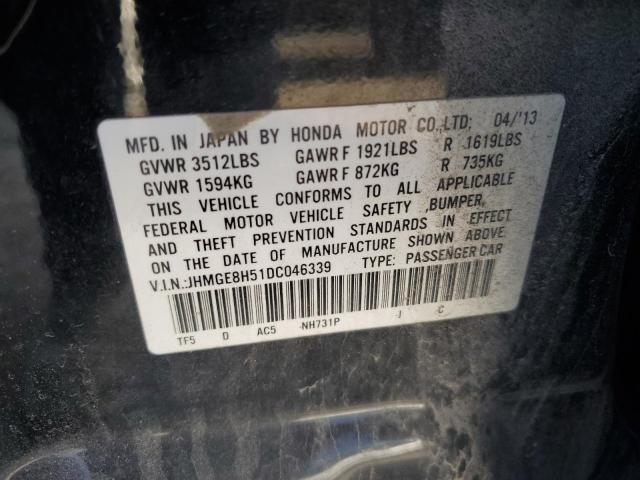 MFD. IN JAPAN BY HONDA MOTOR CO.,LTD; 04/'13
GVWR 3512LBS GAWR F 1921LBS R 1619LBS
GVWR 1594KG GAWR F 872KG R 735KG
THIS VEHICLE CONFORMS TO ALL APPLICABLE
FEDERAL MOTOR VEHICLE SAFETY ,BUMPER,
AND THEFT PREVENTION STANDARDS IN EFFECT
ON THE DATE OF MANUFACTURE SHOWN ABOVE.
V.I.N.:JHMGE8H51DC046339 TYPE: PASSENGER CAR
TF5 D AC5 -NH731P -J -C